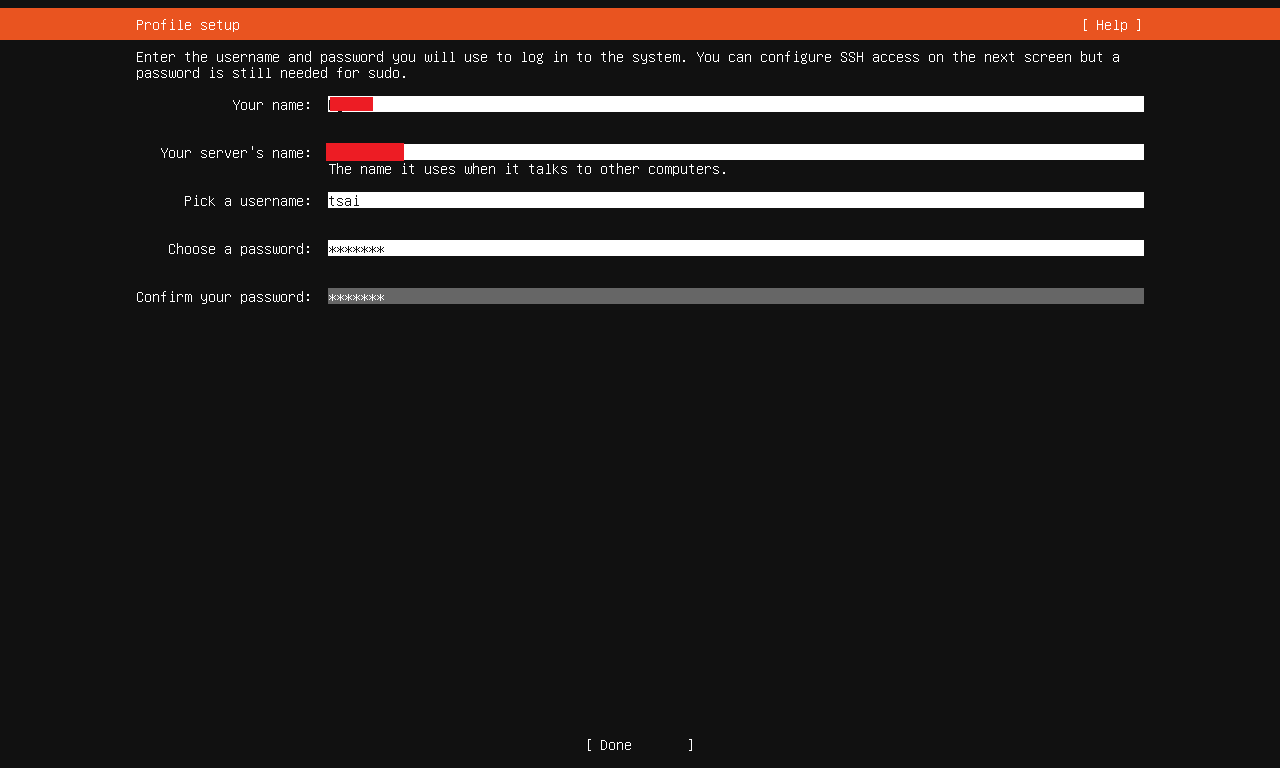 Profile setup [ Help ]
Enter the username and password you will use to log in to the system. You can configure SSH access on the next screen but a
password is still needed for sudo.
Your name:
Your server's name:
The name it uses when it talks to other computers.
Pick a username: tsai
Choose a password: *******
Confirm your password: *******
[ Done ]